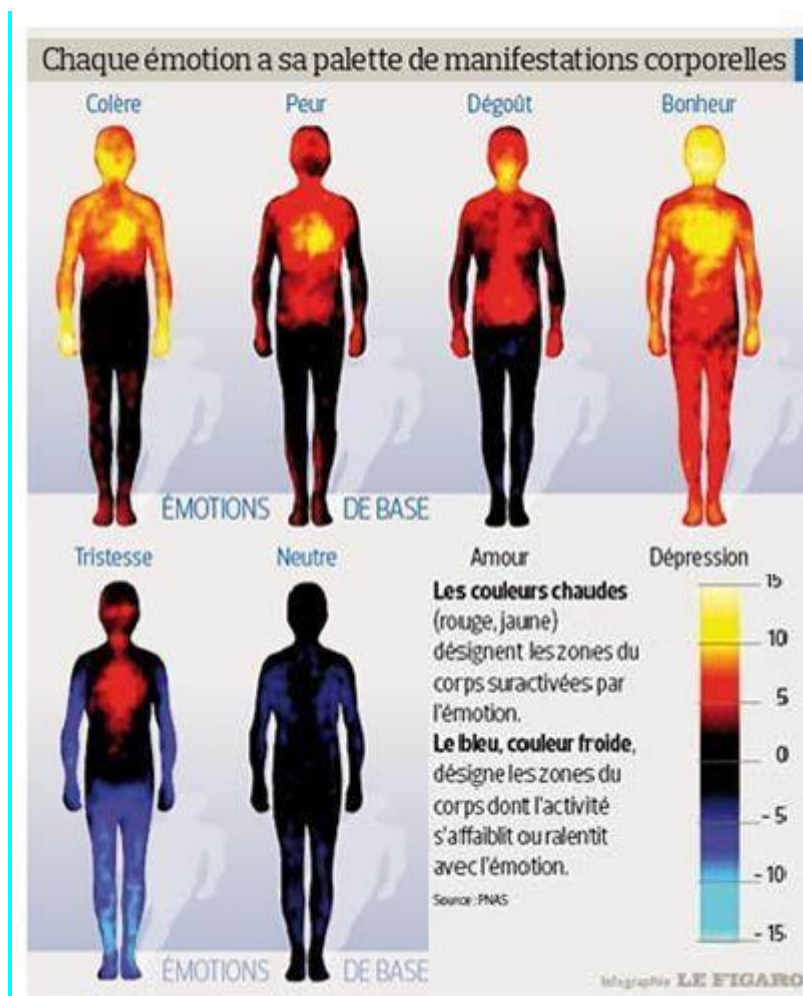 Chaque émotion a sa palette de manifestations corporelles
Colère Peur Dégoût Bonheur
ÉMOTIONS DE BASE
Tristesse Neutre Amour Dépression
Les couleurs chaudes
(rouge, jaune)
désignent les zones du
corps suractivées par
l'émotion.
Le bleu, couleur froide,
désigne les zones du
corps dont l'activité
s'affaiblit ou ralentit
avec l'émotion.
Source : PNAS
15
10
5
0
- 5
- 10
- 15
ÉMOTIONS DE BASE
Infographie LE FIGARO